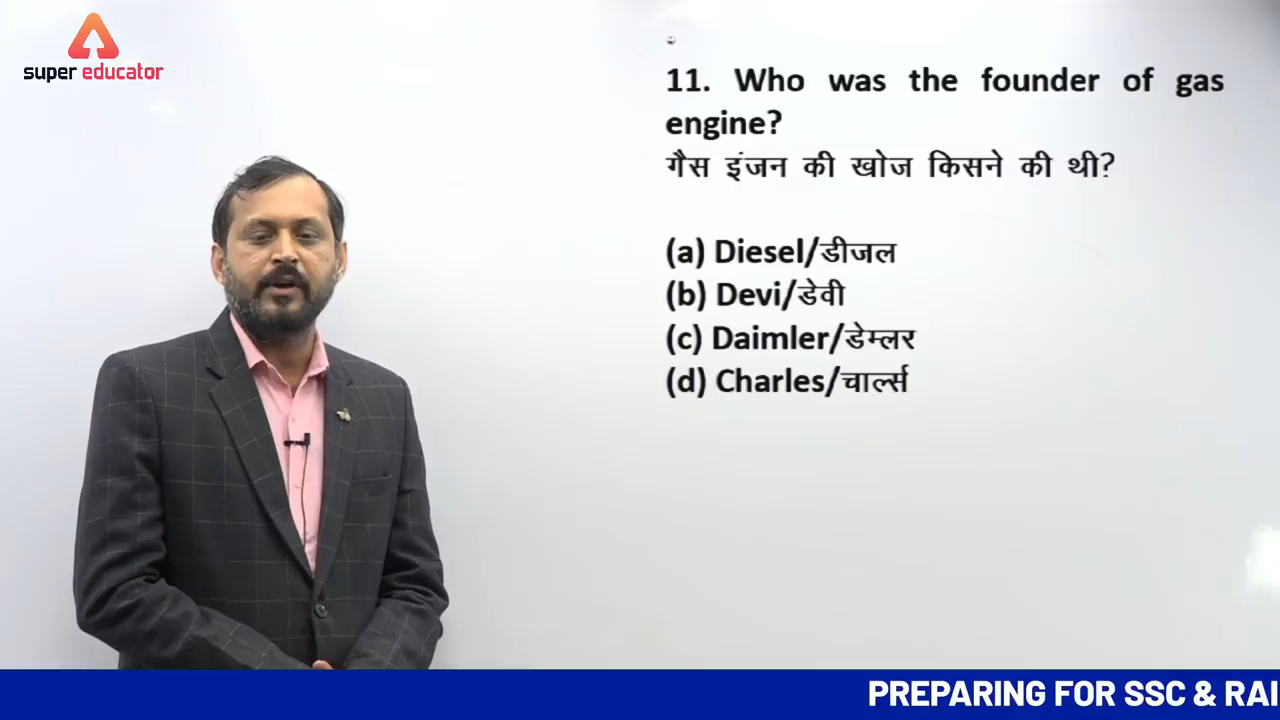 super educator
11. Who was the founder of gas
engine?
गैस इंजन की खोज किसने की थी?
(a) Diesel/डीजल
(b) Devi/डेवी
(c) Daimler/डेम्लर
(d) Charles/चार्ल्स
PREPARING FOR SSC & RAI